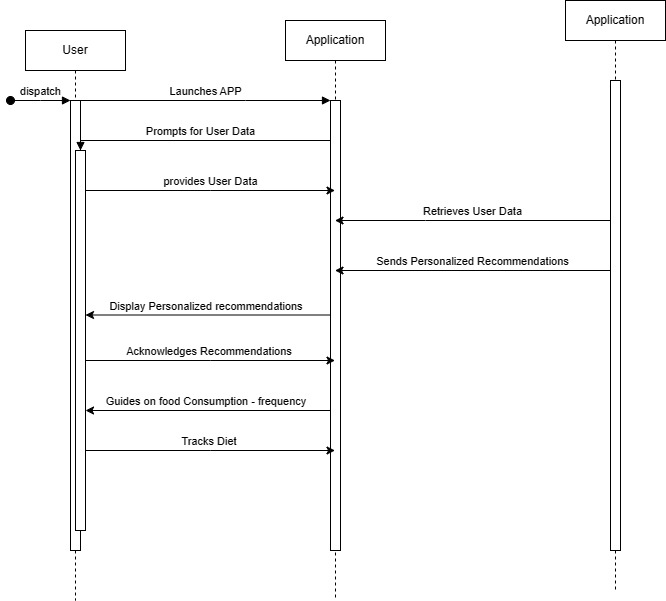 Application
Application
User
dispatch
Launches APP
Prompts for User Data
provides User Data
Retrieves User Data
Sends Personalized Recommendations
Display Personalized recommendations
Acknowledges Recommendations
Guides on food Consumption - frequency
Tracks Diet